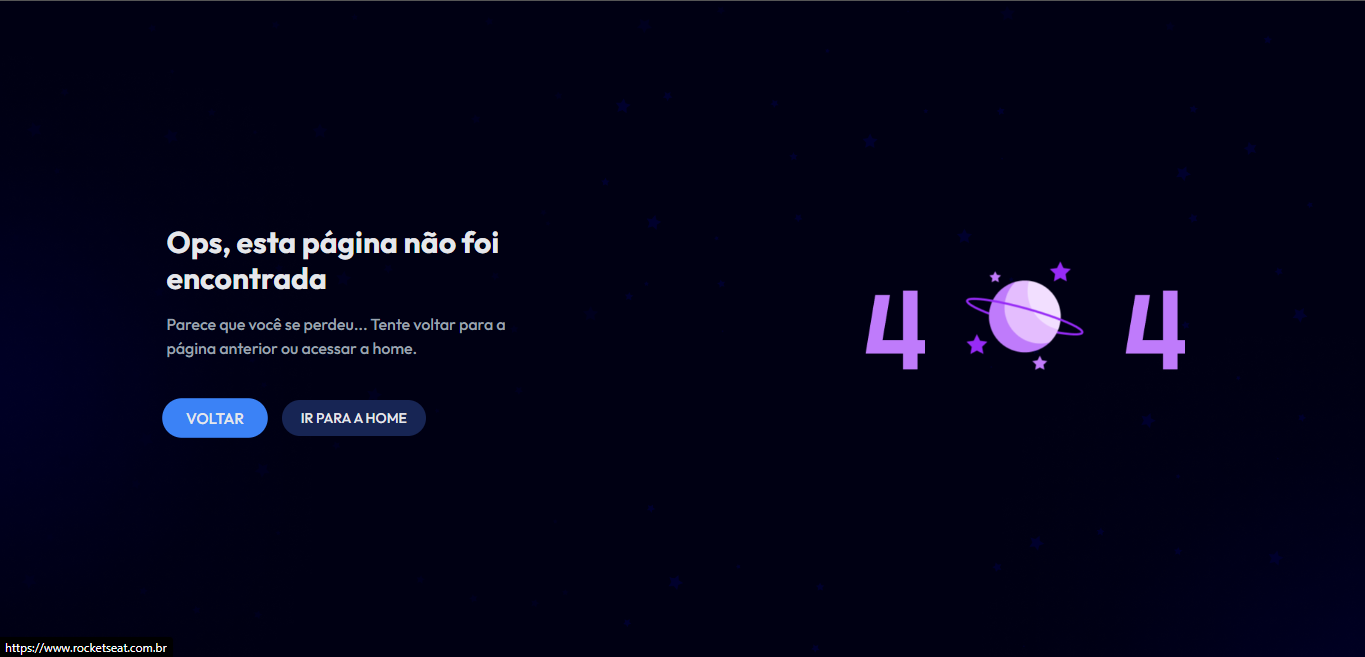 Ops, esta página não foi
encontrada
Parece que você se perdeu... Tente voltar para a
página anterior ou acessar a home.
VOLTAR
IR PARA A HOME
4 4
https://www.rocketseat.com.br